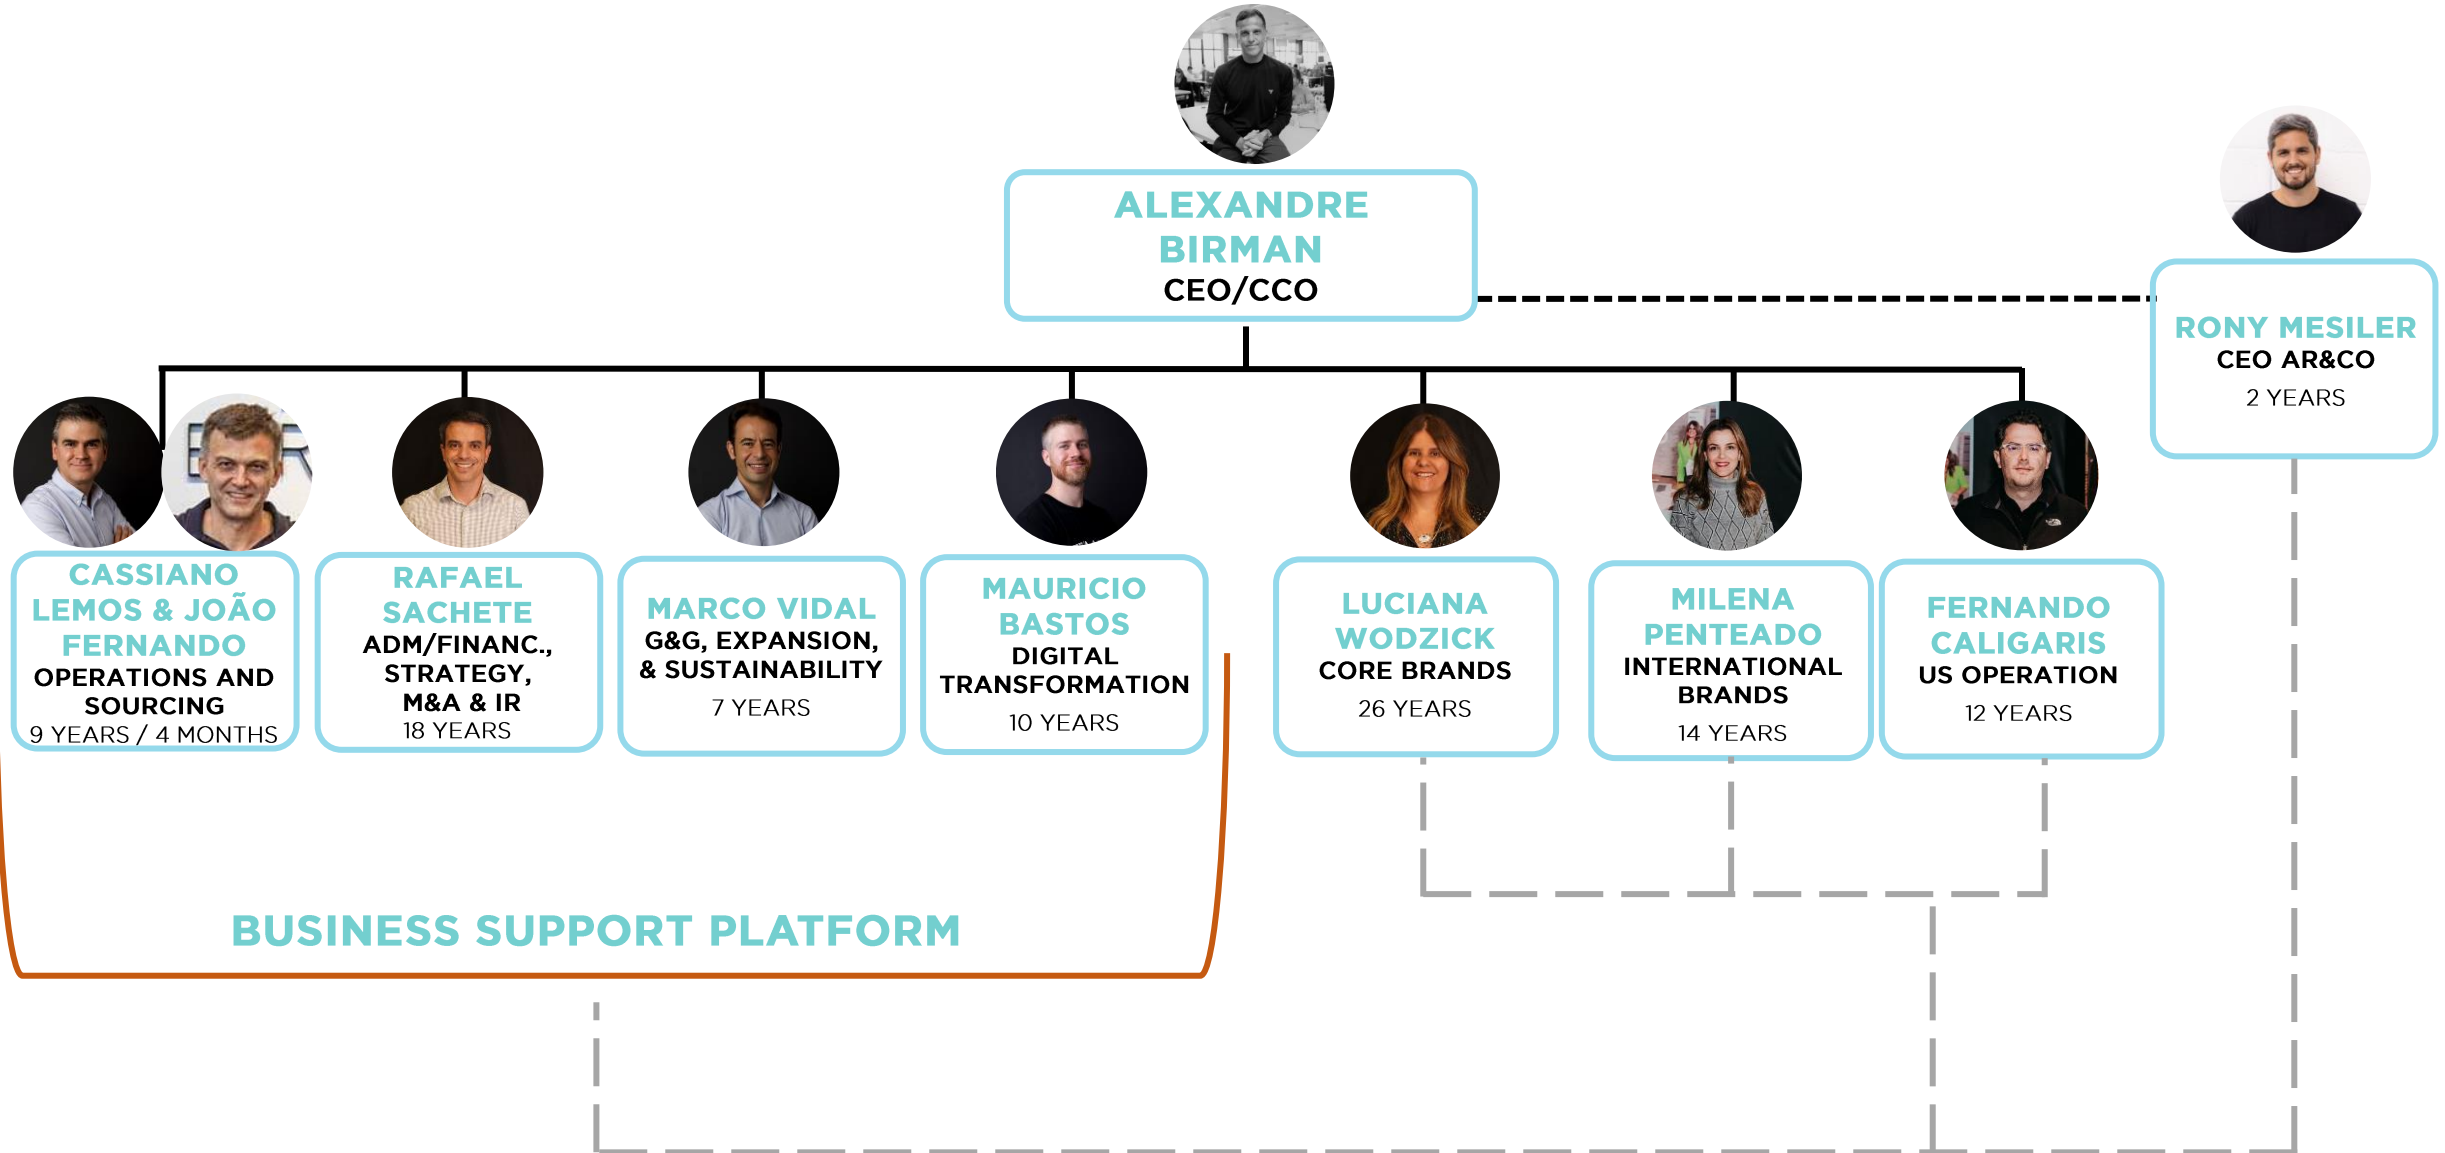 ALEXANDRE
BIRMAN
CEO/CCO
RONY MESILER
CEO AR&CO
2 YEARS
CASSIANO
LEMOS & JOÃO
FERNANDO
OPERATIONS AND
SOURCING
9 YEARS / 4 MONTHS
RAFAEL
SACHETE
ADM/FINANC.,
STRATEGY,
M&A & IR
18 YEARS
MARCO VIDAL
G&G, EXPANSION,
& SUSTAINABILITY
7 YEARS
MAURICIO
BASTOS
DIGITAL
TRANSFORMATION
10 YEARS
LUCIANA
WODZICK
CORE BRANDS
26 YEARS
MILENA
PENTEADO
INTERNATIONAL
BRANDS
14 YEARS
FERNANDO
CALIGARIS
US OPERATION
12 YEARS
BUSINESS SUPPORT PLATFORM